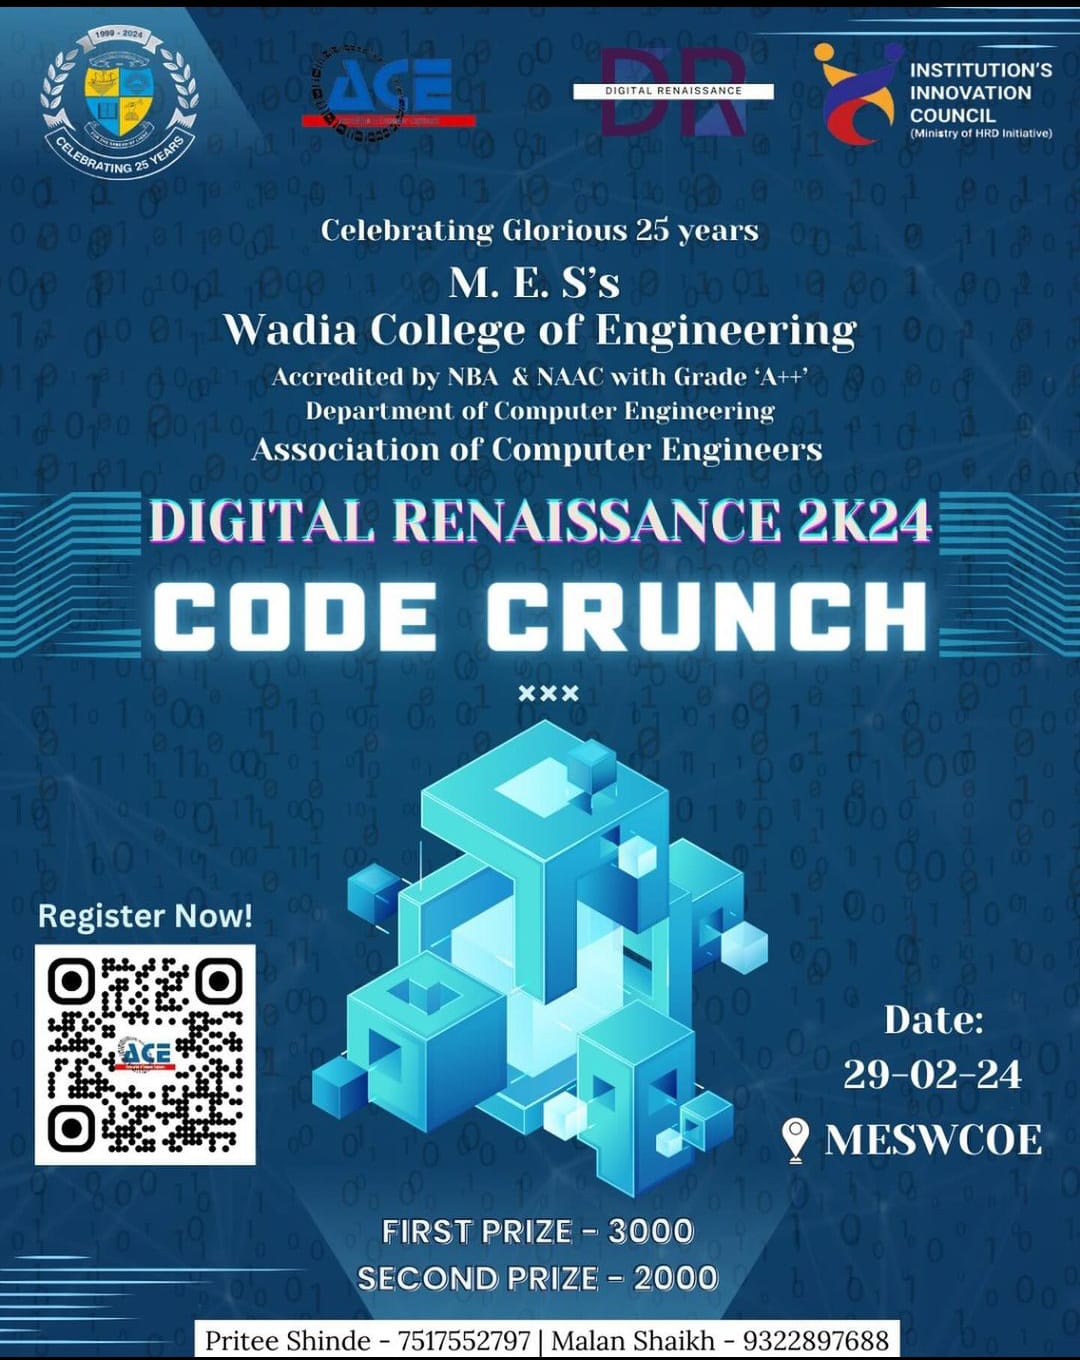 1999 - 2024
CELEBRATING 25 YEARS
ACE
DR
DIGITAL RENAISSANCE
INSTITUTION'S
INNOVATION
COUNCIL
(Ministry of HRD Initiative)
Celebrating Glorious 25 years
M. E. S's
Wadia College of Engineering
Accredited by NBA & NAAC with Grade 'A++'
Department of Computer Engineering
Association of Computer Engineers
DIGITAL RENAISSANCE 2K24
CODE CRUNCH
×××
Register Now!
ACE
Date:
29-02-24
MESWCOE
FIRST PRIZE - 3000
SECOND PRIZE - 2000
Pritee Shinde - 7517552797 | Malan Shaikh - 9322897688